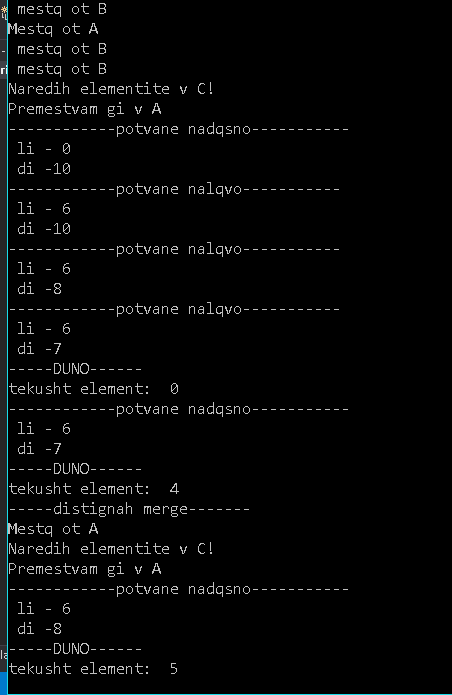 mestq ot B
Mestq ot A
mestq ot B
mestq ot B
Naredih elementite v C!
Premestvam gi v A
------------potvane nadqsno-----------
li - 0
di -10
------------potvane nalqvo-----------
li - 6
di -10
------------potvane nalqvo-----------
li - 6
di -8
------------potvane nalqvo-----------
li - 6
di -7
-----DUNO------
tekusht element:  0
------------potvane nadqsno-----------
li - 6
di -7
-----DUNO------
tekusht element:  4
-----distignah merge-------
Mestq ot A
Naredih elementite v C!
Premestvam gi v A
------------potvane nadqsno-----------
li - 6
di -8
-----DUNO------
tekusht element:  5